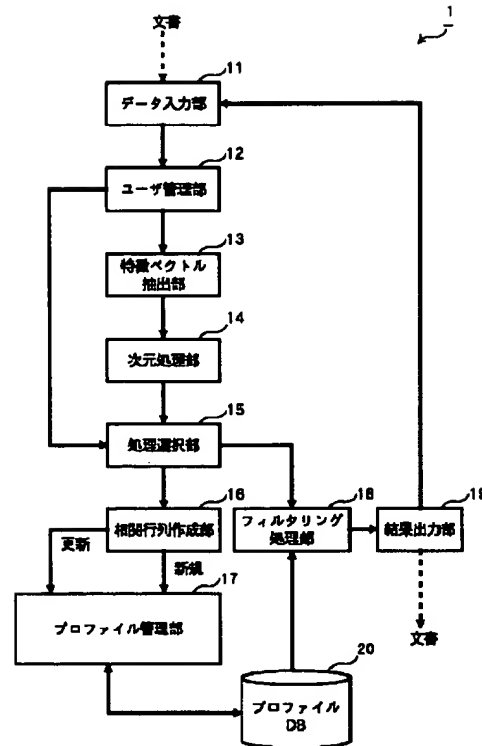 1
文書
11
データ入力部
12
ユーザ管理部
13
特徴ベクトル
抽出部
14
次元処理部
15
処理選択部
16
相関行列作成部
18
フィルタリング
処理部
19
結果出力部
更新
新規
17
プロファイル管理部
文書
20
プロファイル
DB